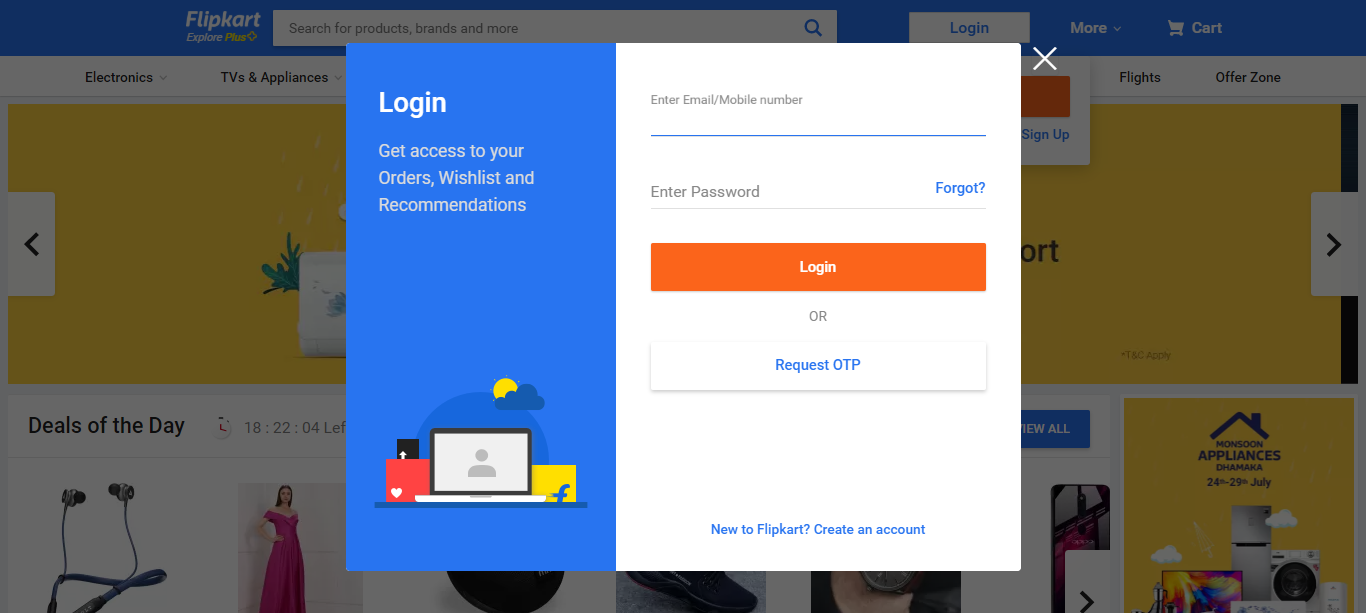 Flipkart
Explore Plus
Search for products, brands and more
Login
More
Cart
Electronics
TVs & Appliances
Flights
Offer Zone
Login
Get access to your
Orders, Wishlist and
Recommendations
Enter Email/Mobile number
Enter Password
Forgot?
Login
OR
Request OTP
New to Flipkart? Create an account
Sign Up
ort
*T&C Apply
Deals of the Day
18 : 22 : 04 Lef
VIEW ALL
MONSOON
APPLIANCES
DHAMAKA
24th-29th July